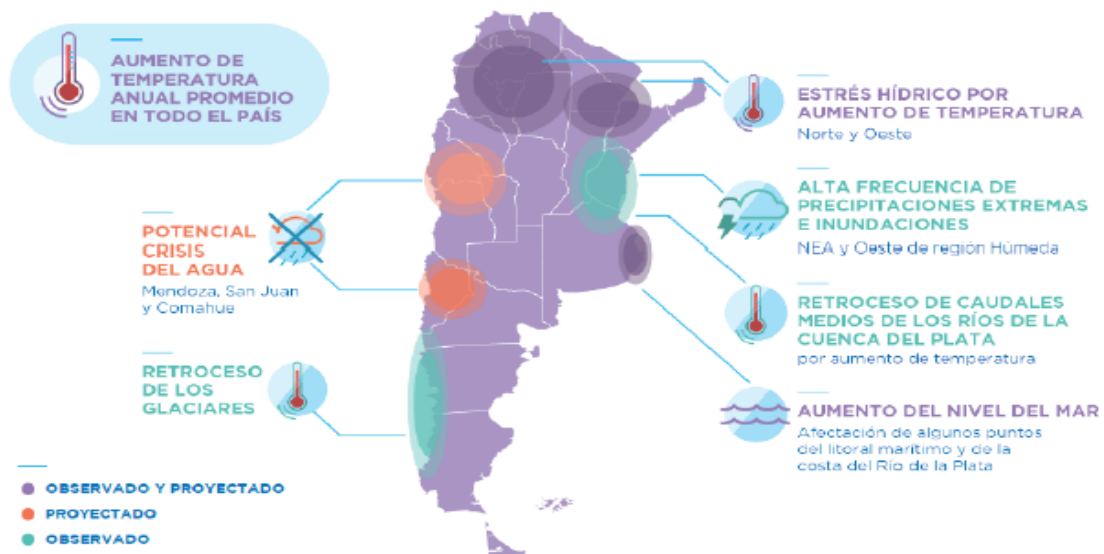 AUMENTO DE
TEMPERATURA
ANUAL PROMEDIO
EN TODO EL PAÍS
POTENCIAL
CRISIS
DEL AGUA
Mendoza, San Juan
y Comahue
RETROCESO
DE LOS
GLACIARES
ESTRÉS HÍDRICO POR
AUMENTO DE TEMPERATURA
Norte y Oeste
ALTA FRECUENCIA DE
PRECIPITACIONES EXTREMAS
E INUNDACIONES
NEA y Oeste de región Húmeda
RETROCESO DE CAUDALES
MEDIOS DE LOS RÍOS DE LA
CUENCA DEL PLATA
por aumento de temperatura
AUMENTO DEL NIVEL DEL MAR
Afectación de algunos puntos
del litoral marítimo y de la
costa del Río de la Plata
OBSERVADO Y PROYECTADO
PROYECTADO
OBSERVADO